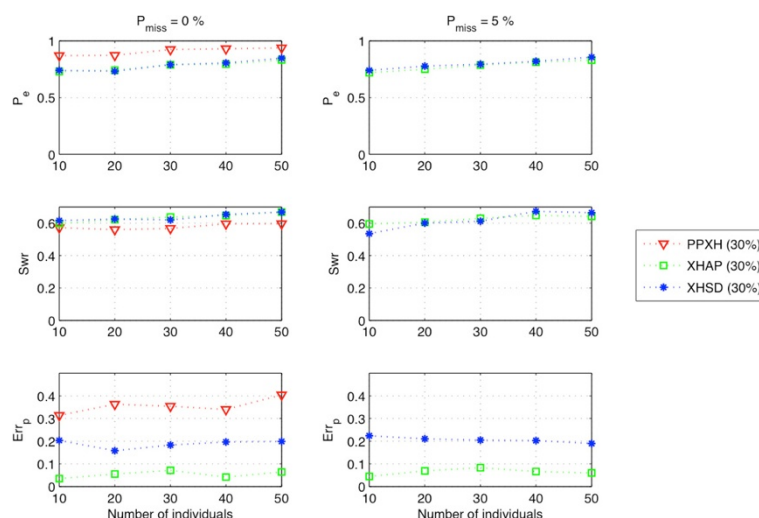 P_miss = 0 %
P_miss = 5 %
1
0.5
0
P_e
10 20 30 40 50
1
0.5
0
P_e
10 20 30 40 50
0.6
0.4
0.2
0
Swr
10 20 30 40 50
0.6
0.4
0.2
0
Swr
10 20 30 40 50
PPXH (30%)
XHAP (30%)
XHSD (30%)
0.4
0.3
0.2
0.1
0
Err_p
10 20 30 40 50
Number of individuals
0.4
0.3
0.2
0.1
0
Err_p
10 20 30 40 50
Number of individuals